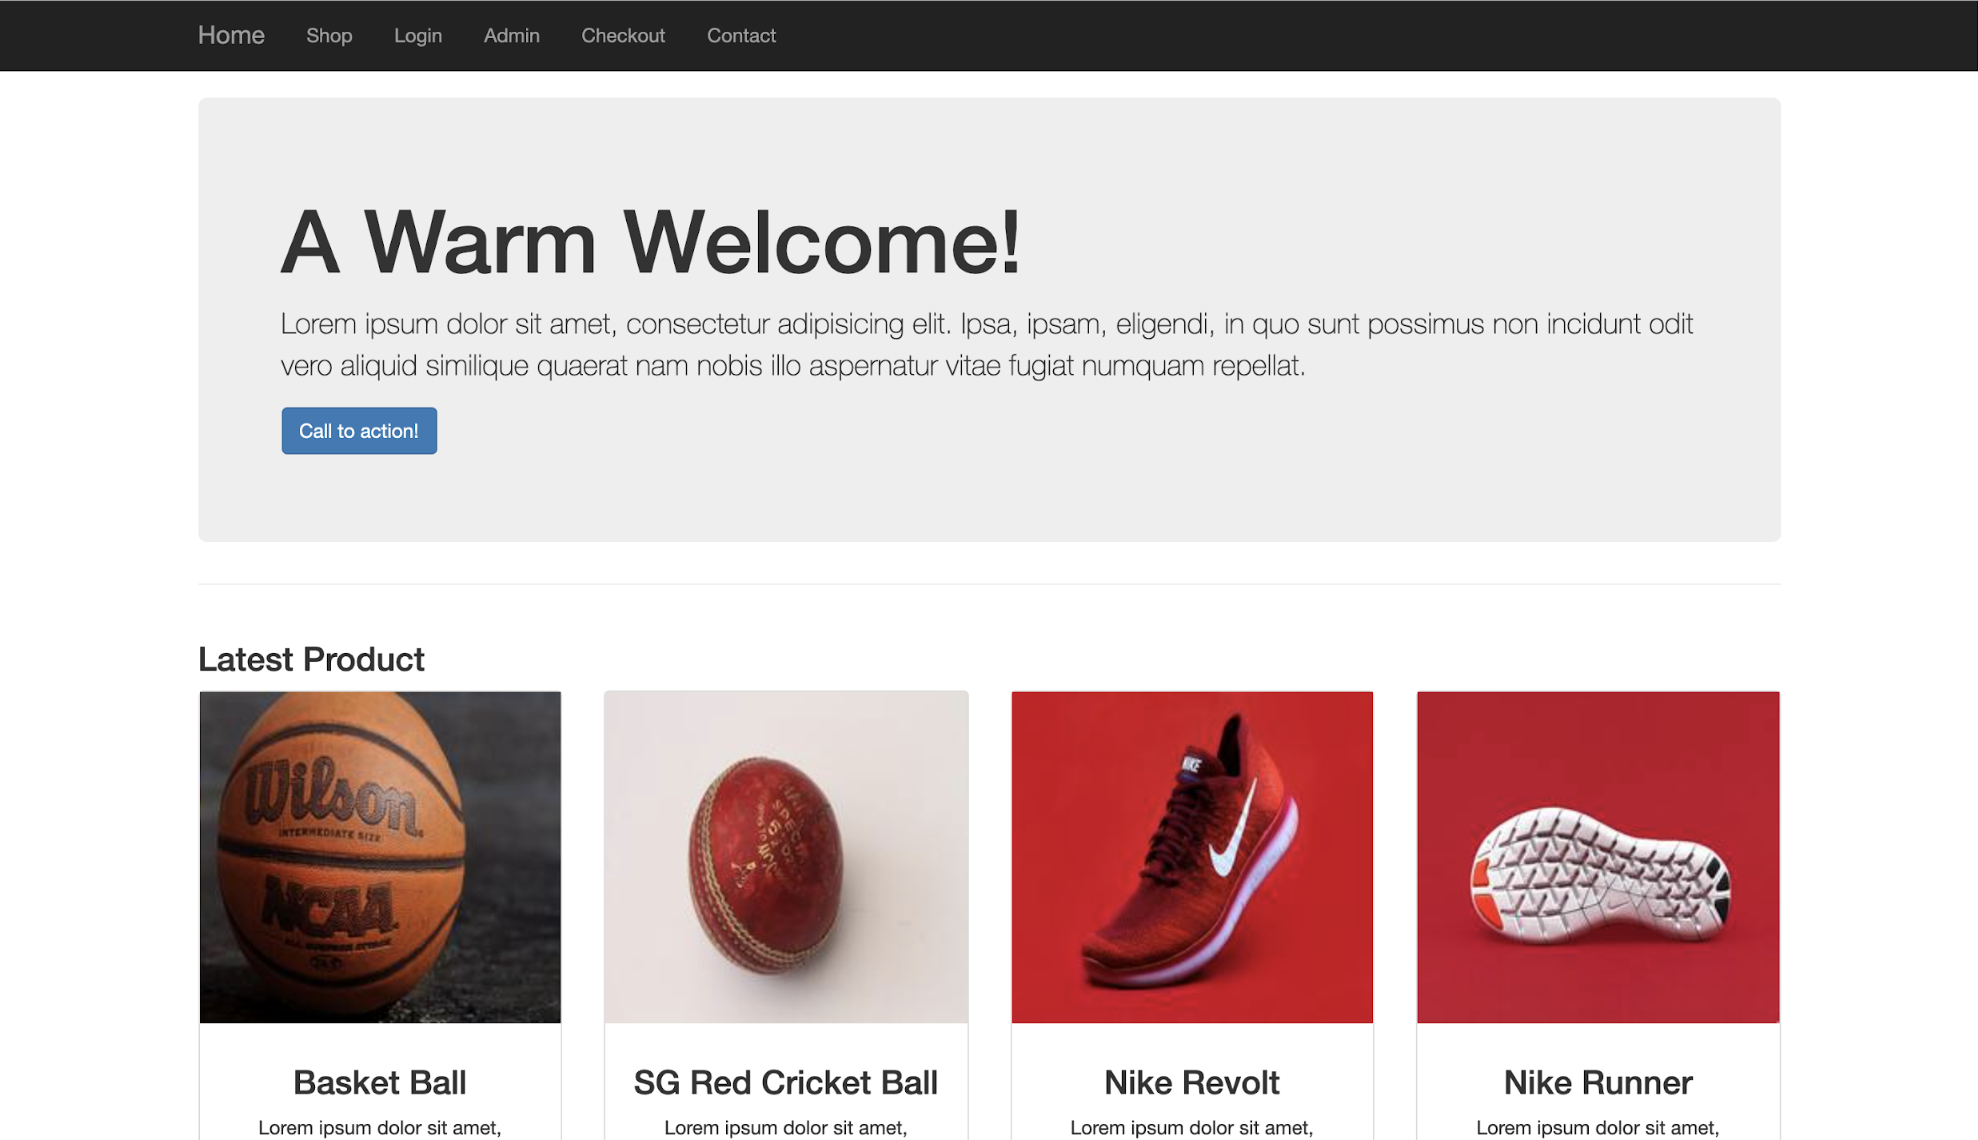 Home Shop Login Admin Checkout Contact
A Warm Welcome!
Lorem ipsum dolor sit amet, consectetur adipisicing elit. Ipsa, ipsam, eligendi, in quo sunt possimus non incidunt odit
vero aliquid similique quaerat nam nobis illo aspernatur vitae fugiat numquam repellat.
Call to action!
Latest Product
Wilson
INTERMEDIATE SIZE
NCAA
SPECIAL
NIKE
Basket Ball
SG Red Cricket Ball
Nike Revolt
Nike Runner
Lorem ipsum dolor sit amet,
Lorem ipsum dolor sit amet,
Lorem ipsum dolor sit amet,
Lorem ipsum dolor sit amet,